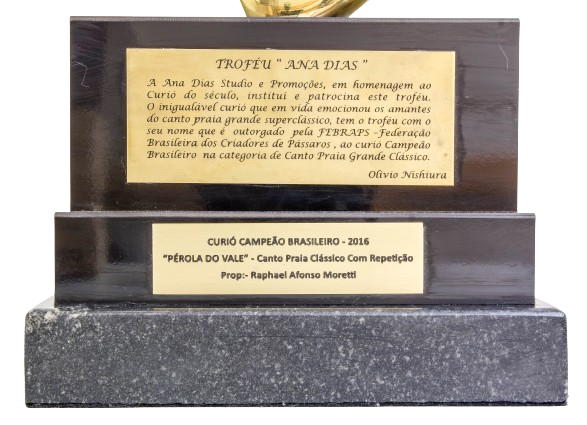 TROFÉU “ ANA DIAS ”
A Ana Dias Studio e Promoções, em homenagem ao
Curio do século, institui e patrocina este troféu.
O inigualável curió que em vida emocionou os amantes
do canto praia grande superclássico, tem o troféu com o
seu nome que é outorgado pela FEBRAPS –Federação
Brasileira dos Criadores de Pássaros , ao curió Campeão
Brasileiro na categoria de Canto Praia Grande Clássico.
Olivio Nishiura
CURIÓ CAMPEÃO BRASILEIRO - 2016
“PÉROLA DO VALE” - Canto Praia Clássico Com Repetição
Prop:- Raphael Afonso Moretti